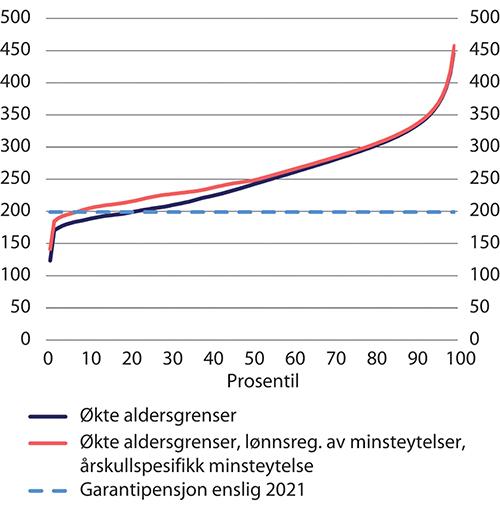 500 500
450 450
400 400
350 350
300 300
250 250
200 200
150 150
100 100
50 50
0 0
0 10 20 30 40 50 60 70 80 90 100
Prosentil
Økte aldersgrenser
Økte aldersgrenser, lønnsreg. av minsteytelser,
årskullspesifikk minsteytelse
Garantipensjon enslig 2021